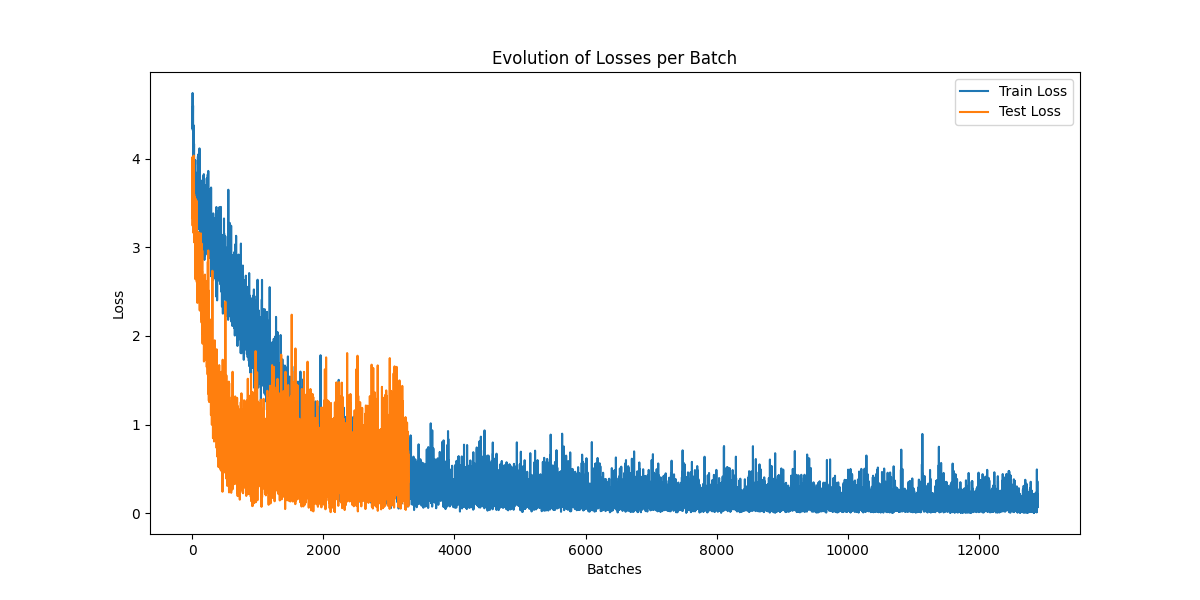 Evolution of Losses per Batch
Train Loss
Test Loss
Loss
4
3
2
1
0
0 2000 4000 6000 8000 10000 12000
Batches